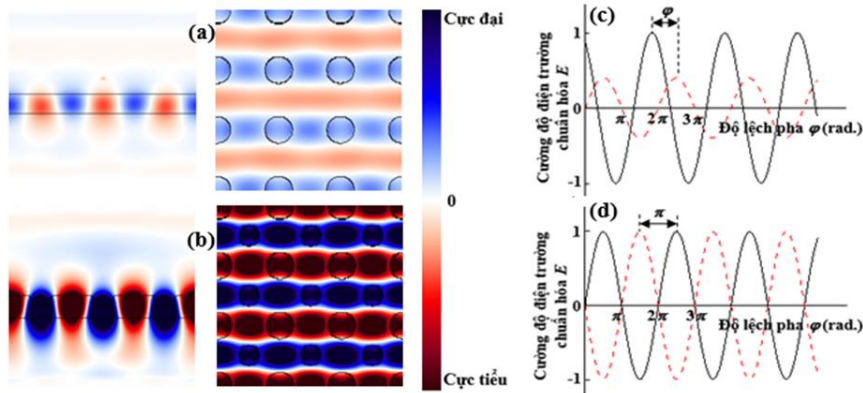 (a)
(b)
Cực đại
0
Cực tiểu
(c)
φ
1
0
-1
π
2π
3π
Độ lệch pha φ (rad.)
Cường độ điện trường
chuẩn hóa E
(d)
π
1
0
-1
π
2π
3π
Độ lệch pha φ(rad.)
Cường độ điện trường
chuẩn hóa E